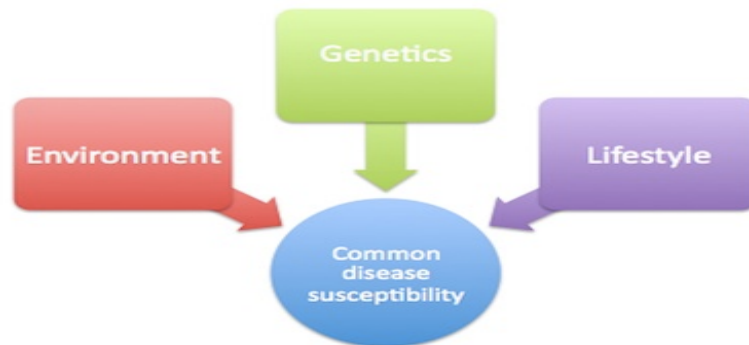 Genetics
Environment
Lifestyle
Common
disease
susceptibility